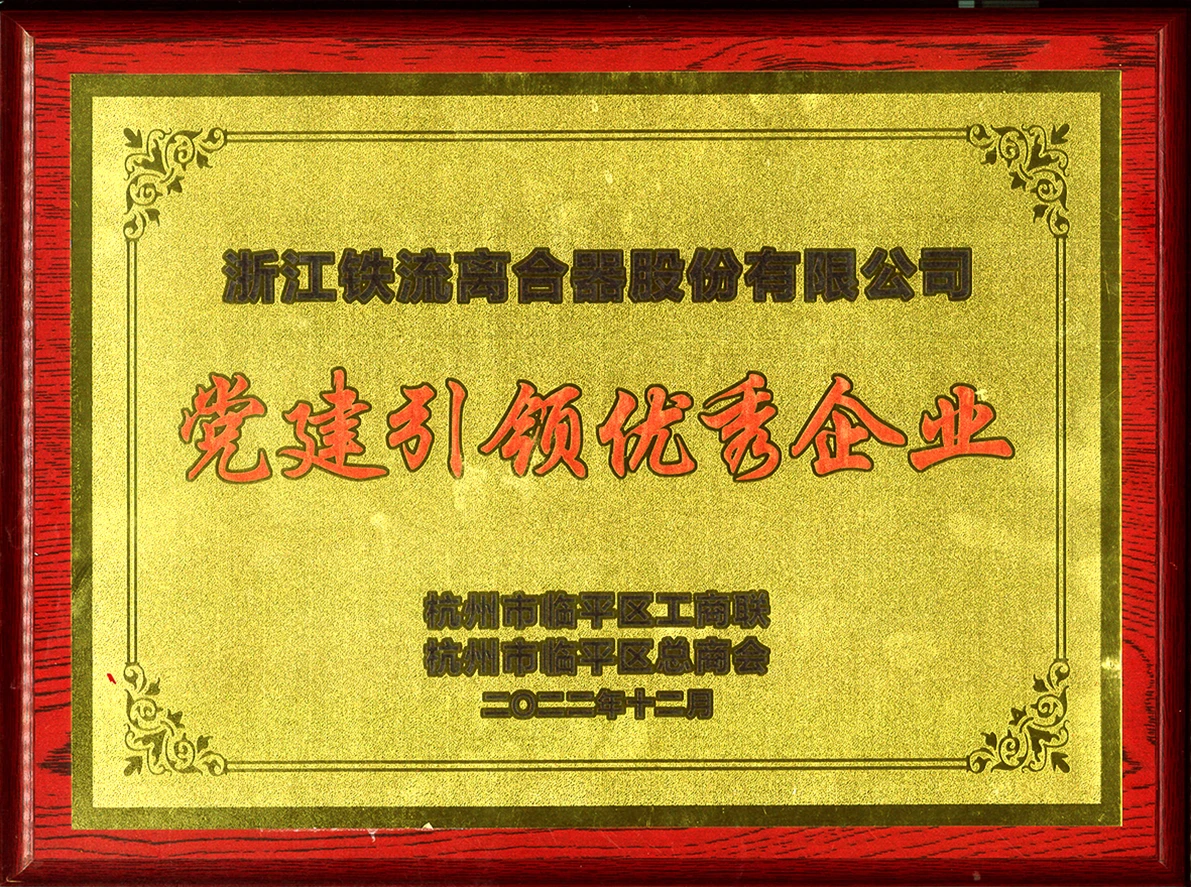 浙江铁流离合器股份有限公司
党建引领优秀企业
杭州市临平区工商联
杭州市临平区总商会
二〇二二年十二月